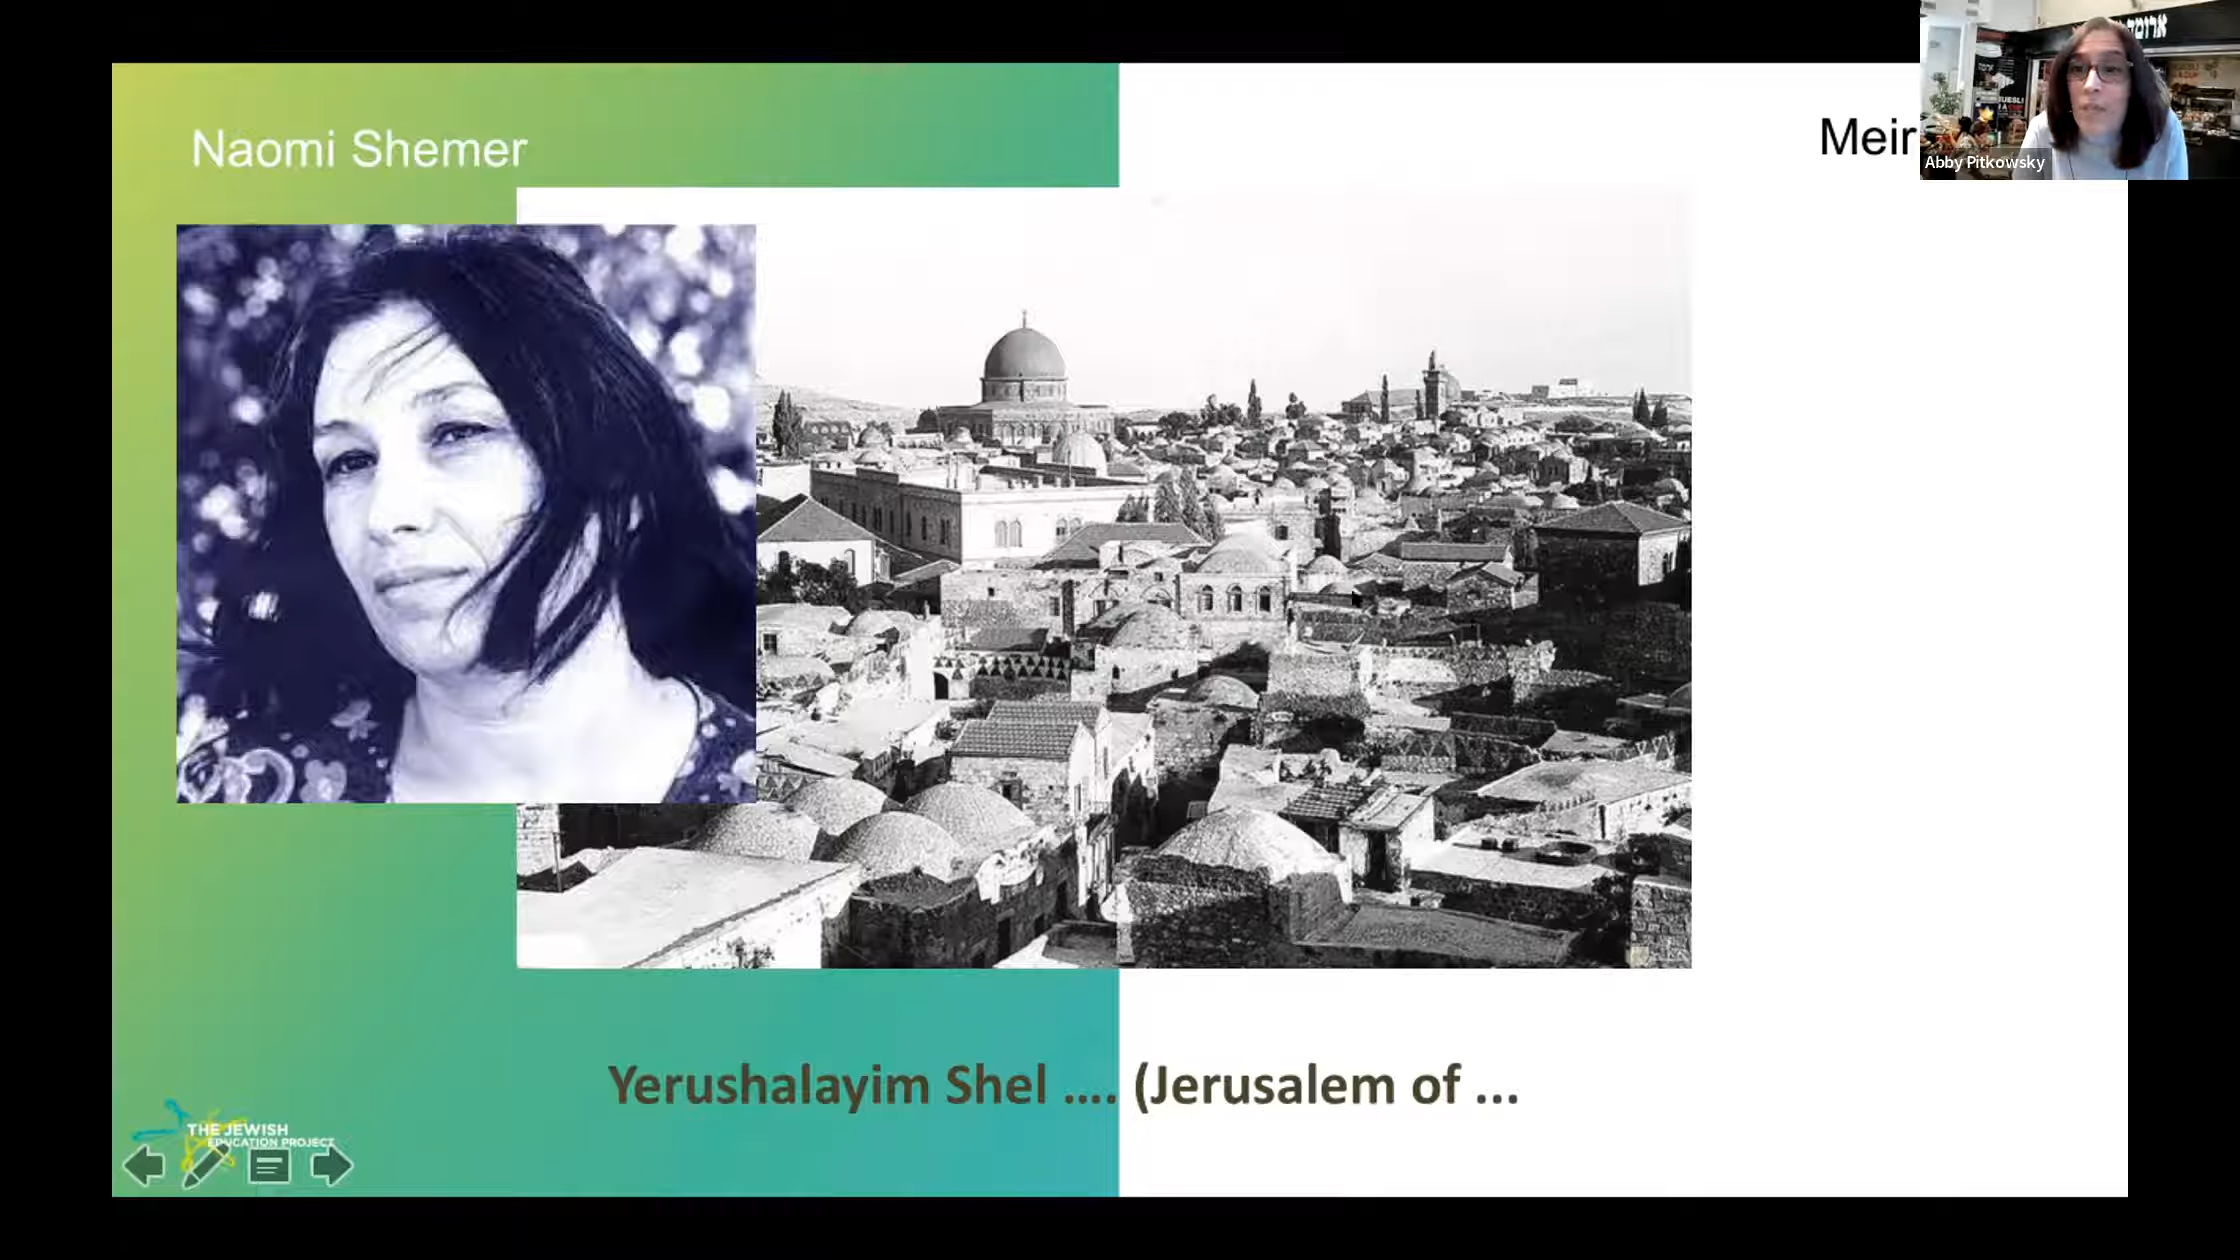 Naomi Shemer
Meir
Abby Pitkowsky
Yerushalayim Shel .... (Jerusalem of ...
THE JEWISH
EDUCATION PROJECT